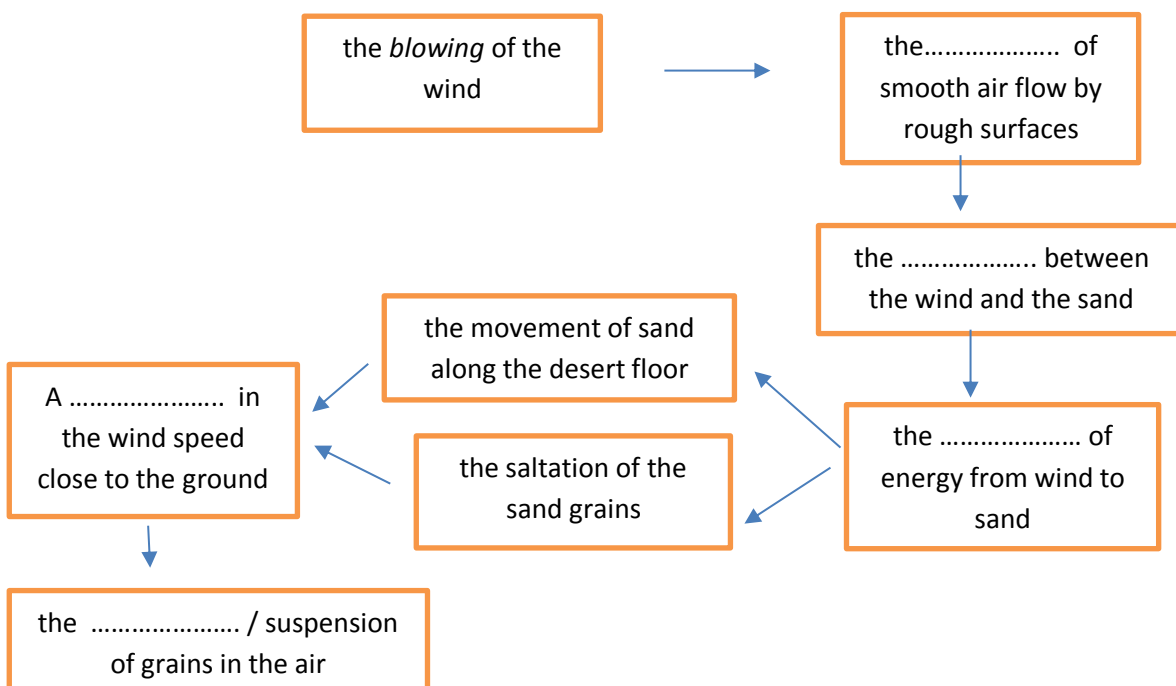 the blowing of the
wind
the……………….. of
smooth air flow by
rough surfaces
the ……………….. between
the wind and the sand
the ………………… of
energy from wind to
sand
the movement of sand
along the desert floor
the saltation of the
sand grains
A ………………….. in
the wind speed
close to the ground
the …………………. / suspension
of grains in the air